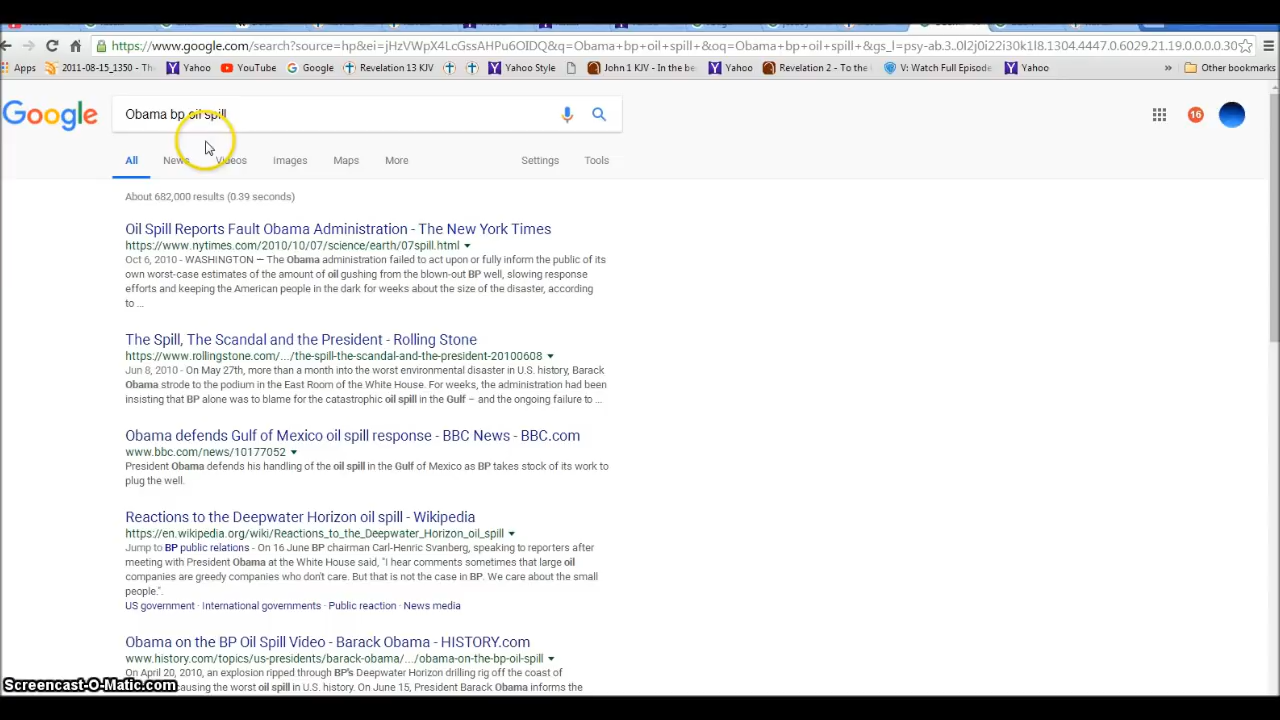 https://www.google.com/search?source=hp&ei=jHzVWpX4LcGssAHPu6OIDQ&q=Obama+bp+oil+spill+&oq=Obama+bp+oil+spill+&gs_l=psy-ab.3.0l2j0i22i30k1l8.1304.4447.0.6029.21.19.0.0.0.0.30
Apps 2011-08-15_1350 - Th Yahoo YouTube Google Revelation 13 KJV Yahoo Style John 1 KJV - In the be Yahoo Revelation 2 - To the V: Watch Full Episode Yahoo » Other bookmarks
Google Obama bp oil spill 16
All News Videos Images Maps More Settings Tools
About 682,000 results (0.39 seconds)
Oil Spill Reports Fault Obama Administration - The New York Times
https://www.nytimes.com/2010/10/07/science/earth/07spill.html
Oct 6, 2010 - WASHINGTON — The Obama administration failed to act upon or fully inform the public of its
own worst-case estimates of the amount of oil gushing from the blown-out BP well, slowing response
efforts and keeping the American people in the dark for weeks about the size of the disaster, according
to ...
The Spill, The Scandal and the President - Rolling Stone
https://www.rollingstone.com/.../the-spill-the-scandal-and-the-president-20100608
Jun 8, 2010 - On May 27th, more than a month into the worst environmental disaster in U.S. history, Barack
Obama strode to the podium in the East Room of the White House. For weeks, the administration had been
insisting that BP alone was to blame for the catastrophic oil spill in the Gulf – and the ongoing failure to ...
Obama defends Gulf of Mexico oil spill response - BBC News - BBC.com
www.bbc.com/news/10177052
President Obama defends his handling of the oil spill in the Gulf of Mexico as BP takes stock of its work to
plug the well.
Reactions to the Deepwater Horizon oil spill - Wikipedia
https://en.wikipedia.org/wiki/Reactions_to_the_Deepwater_Horizon_oil_spill
Jump to BP public relations - On 16 June BP chairman Carl-Henric Svanberg, speaking to reporters after
meeting with President Obama at the White House said, "I hear comments sometimes that large oil
companies are greedy companies who don't care. But that is not the case in BP. We care about the small
people.".
US government · International governments · Public reaction · News media
Obama on the BP Oil Spill Video - Barack Obama - HISTORY.com
www.history.com/topics/us-presidents/barack-obama/.../obama-on-the-bp-oil-spill
On April 20, 2010, an explosion ripped through BP's Deepwater Horizon drilling rig off the coast of
causing the worst oil spill in U.S. history. On June 15, President Barack Obama informs the
Screencast-O-Matic.com